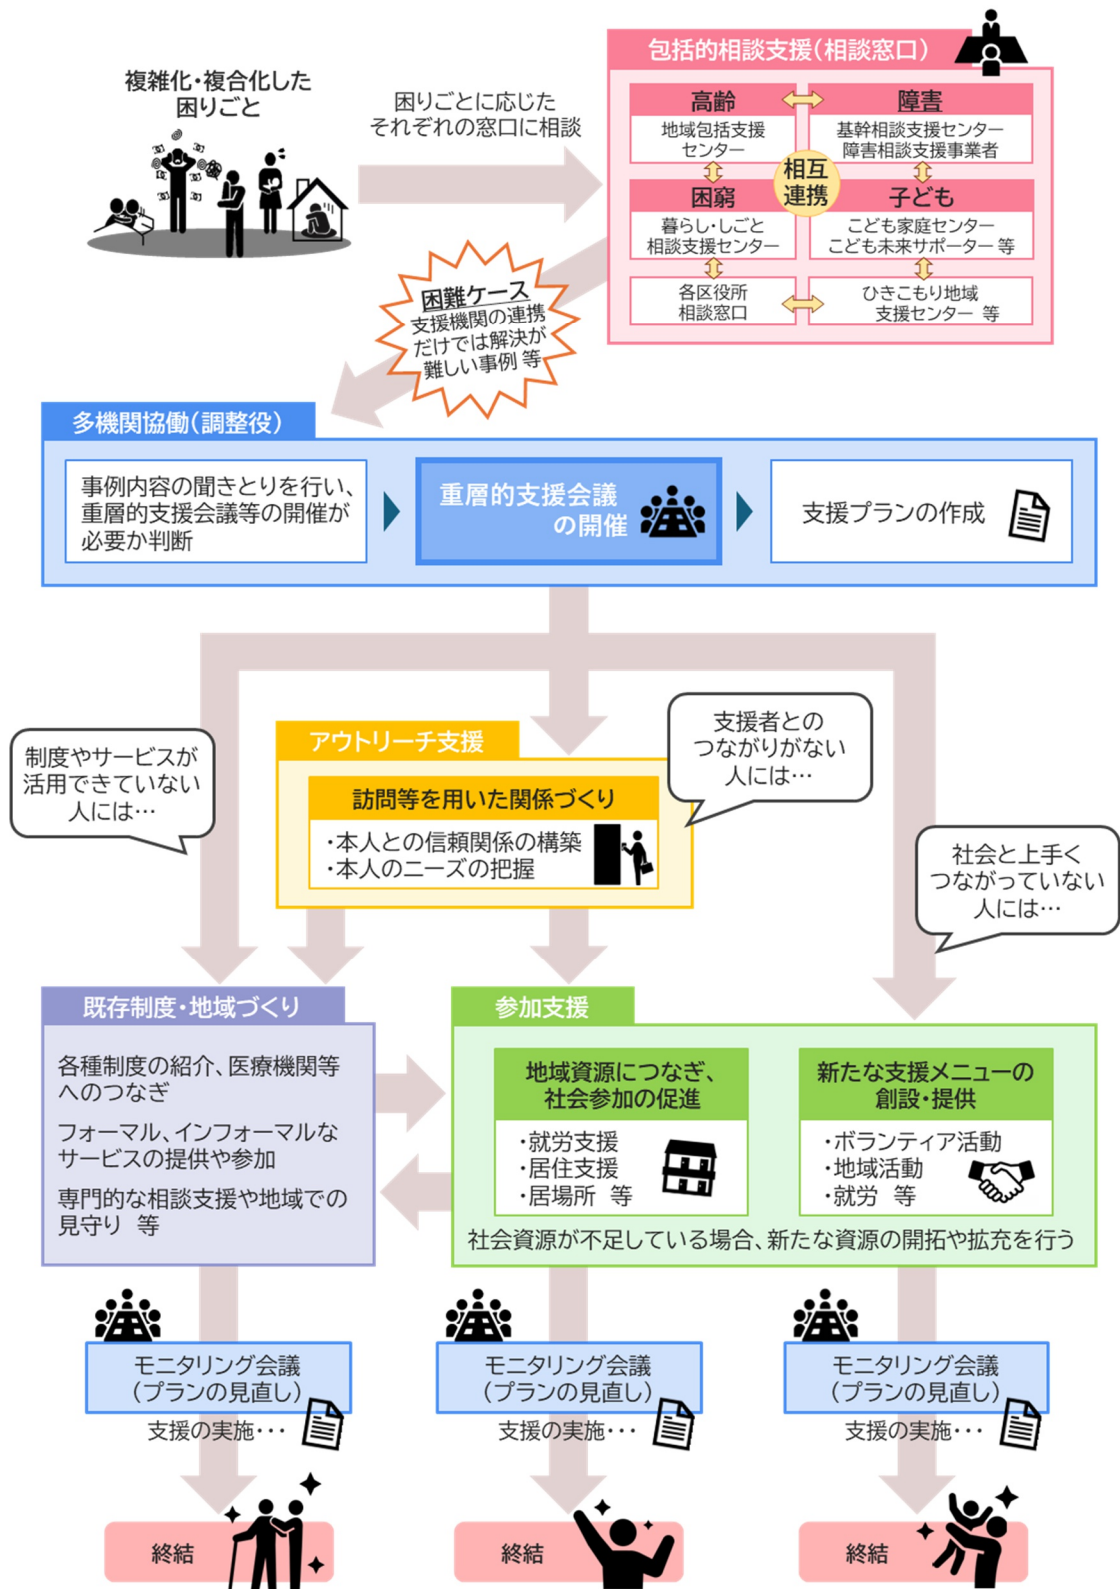 複雑化・複合化した
困りごと
困りごとに応じた
それぞれの窓口に相談
包括的相談支援(相談窓口)
高齢
地域包括支援
センター
障害
基幹相談支援センター
障害相談支援事業者
相互
連携
困窮
暮らし・しごと
相談支援センター
子ども
こども家庭センター
こども未来サポーター 等
各区役所
相談窓口
ひきこもり地域
支援センター 等
困難ケース
支援機関の連携
だけでは解決が
難しい事例 等
多機関協働(調整役)
事例内容の聞きとりを行い、
重層的支援会議等の開催が
必要か判断
重層的支援会議
の開催
支援プランの作成
制度やサービスが
活用できていない
人には…
アウトリーチ支援
訪問等を用いた関係づくり
・本人との信頼関係の構築
・本人のニーズの把握
支援者との
つながりがない
人には…
社会と上手く
つながっていない
人には…
既存制度・地域づくり
各種制度の紹介、医療機関等
へのつなぎ
フォーマル、インフォーマルな
サービスの提供や参加
専門的な相談支援や地域での
見守り 等
参加支援
地域資源につなぎ、
社会参加の促進
・就労支援
・居住支援
・居場所 等
新たな支援メニューの
創設・提供
・ボランティア活動
・地域活動
・就労 等
社会資源が不足している場合、新たな資源の開拓や拡充を行う
モニタリング会議
(プランの見直し)
支援の実施…
終結
モニタリング会議
(プランの見直し)
支援の実施…
終結
モニタリング会議
(プランの見直し)
支援の実施…
終結